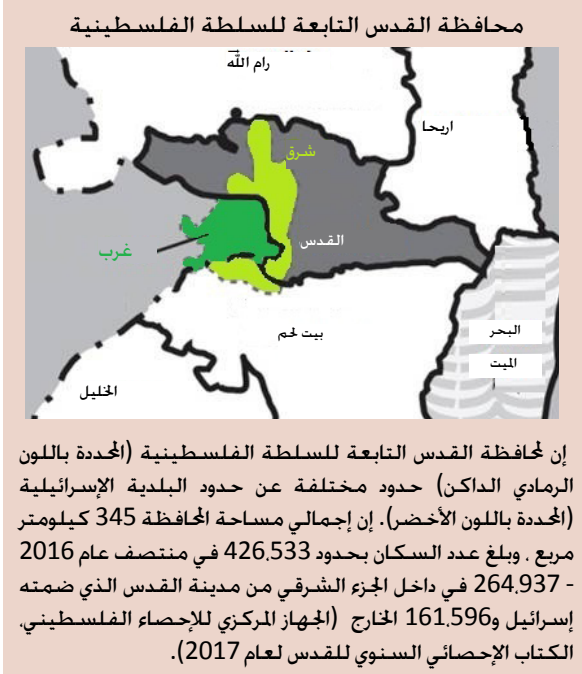 محافظة القدس التابعة للسلطة الفلسطينية
رام الله
اريحا
شرق
القدس
غرب
البحر
الميت
بيت لحم
الخليل
إن لمحافظة القدس التابعة للسلطة الفلسطينية (المحددة باللون
الرمادي الداكن) حدود مختلفة عن حدود البلدية الإسرائيلية
(المحددة باللون الأخضر). إن إجمالي مساحة المحافظة 345 كيلومتر
مربع . وبلغ عدد السكان بحدود 426,533 في منتصف عام 2016
- 264,937 في داخل الجزء الشرقي من مدينة القدس الذي ضمته
إسرائيل و161,596 الخارج (الجهاز المركزي للإحصاء الفلسطيني،
الكتاب الإحصائي السنوي للقدس لعام 2017).